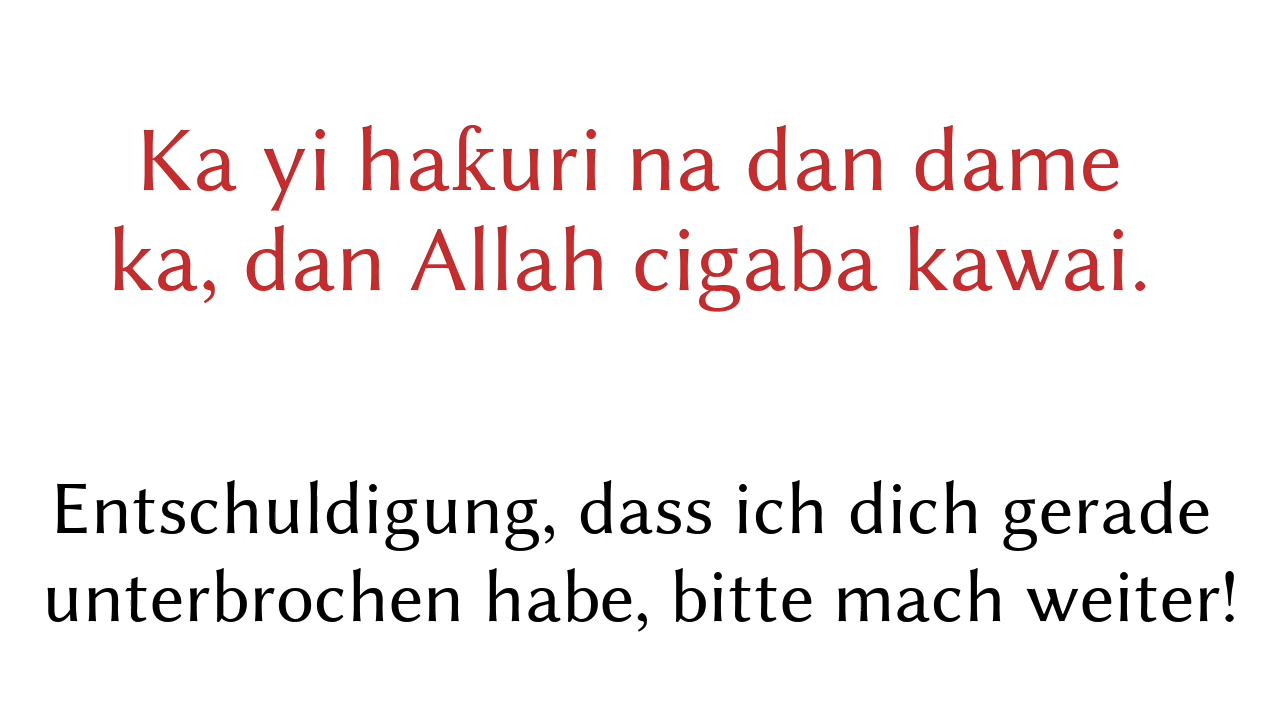 Ka yi haƙuri na dan dame
ka, dan Allah cigaba kawai.
Entschuldigung, dass ich dich gerade
unterbrochen habe, bitte mach weiter!